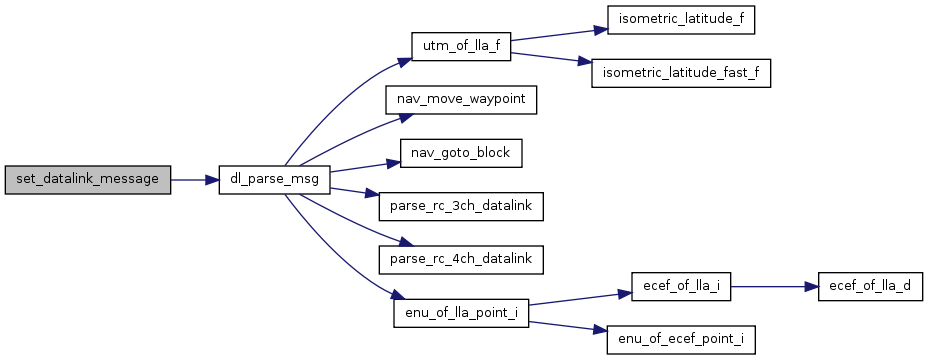 set_datalink_message
dl_parse_msg
utm_of_lla_f
isometric_latitude_f
isometric_latitude_fast_f
nav_move_waypoint
nav_goto_block
parse_rc_3ch_datalink
parse_rc_4ch_datalink
enu_of_lla_point_i
ecef_of_lla_i
ecef_of_lla_d
enu_of_ecef_point_i